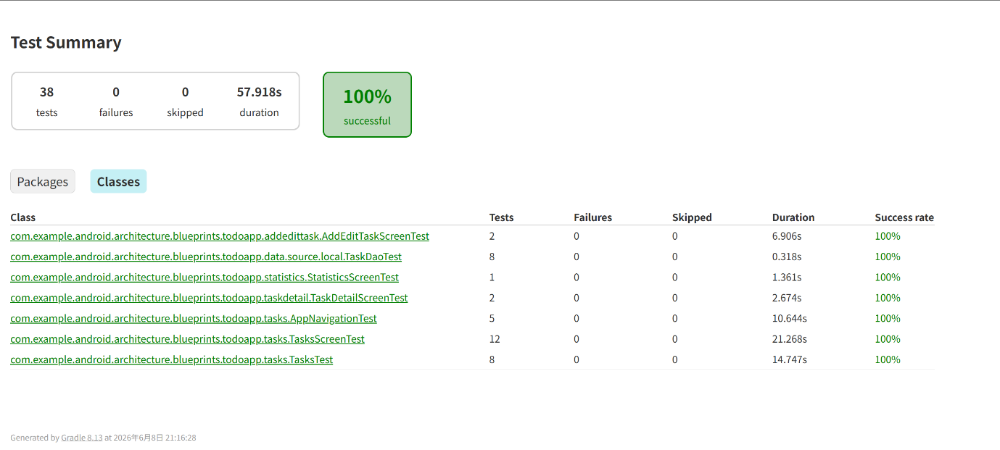 Test Summary
38 0 0 57.918s
tests failures skipped duration
100%
successful
Packages Classes
Class Tests Failures Skipped Duration Success rate
com.example.android.architecture.blueprints.todoapp.addedittask.AddEditTaskScreenTest 2 0 0 6.906s 100%
com.example.android.architecture.blueprints.todoapp.data.source.local.TaskDaoTest 8 0 0 0.318s 100%
com.example.android.architecture.blueprints.todoapp.statistics.StatisticsScreenTest 1 0 0 1.361s 100%
com.example.android.architecture.blueprints.todoapp.taskdetail.TaskDetailScreenTest 2 0 0 2.674s 100%
com.example.android.architecture.blueprints.todoapp.tasks.AppNavigationTest 5 0 0 10.644s 100%
com.example.android.architecture.blueprints.todoapp.tasks.TasksScreenTest 12 0 0 21.268s 100%
com.example.android.architecture.blueprints.todoapp.tasks.TasksTest 8 0 0 14.747s 100%
Generated by Gradle 8.13 at 2026年6月8日 21:16:28